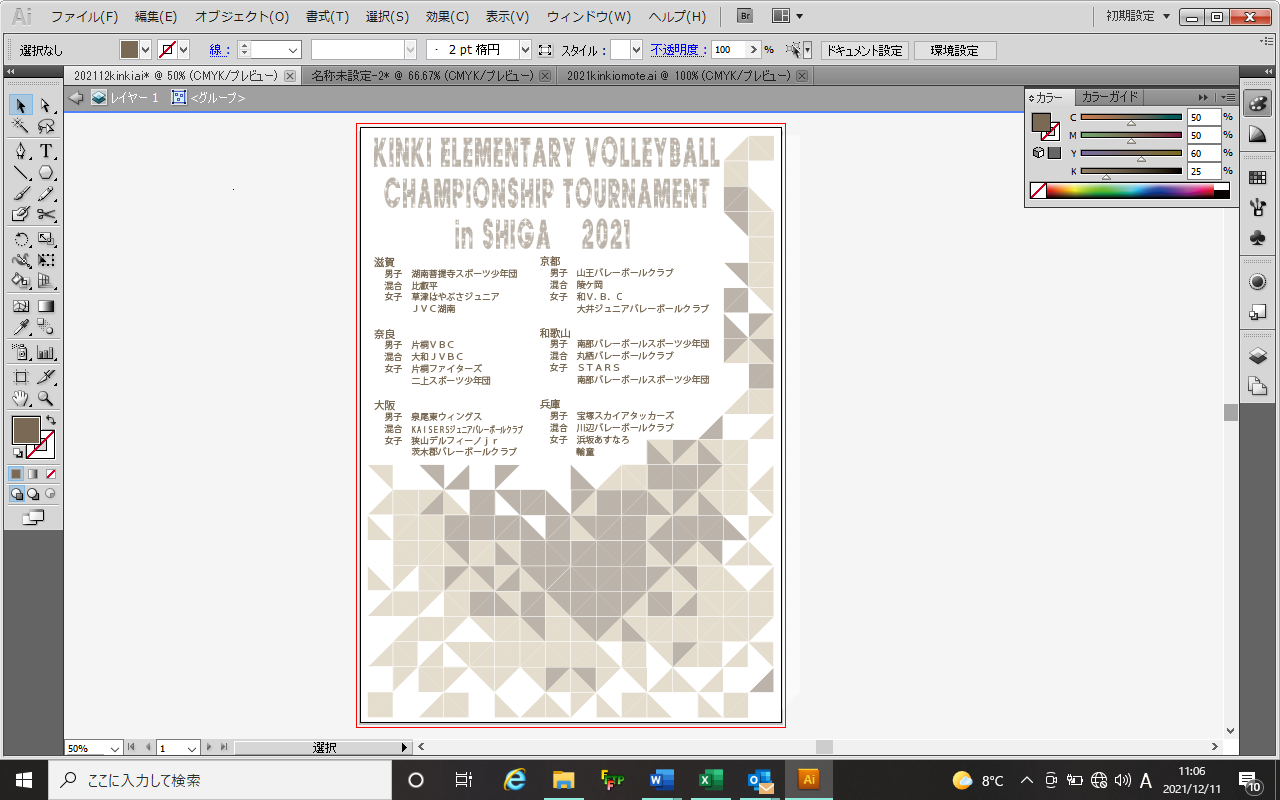 Ai ファイル(F) 編集(E) オブジェクト(O) 書式(T) 選択(S) 効果(C) 表示(V) ウィンドウ(W) ヘルプ(H) Br 初期設定
選択なし 線 : 2 pt 楕円 スタイル : 不透明度 : 100 % ドキュメント設定 環境設定
202112kinkiai* @ 50% (CMYK/プレビュー) 名称未設定-2* @ 66.67% (CMYK/プレビュー) 2021kinkiomote.ai @ 100% (CMYK/プレビュー)
レイヤー 1 <グループ>
カラー カラーガイド
C 50 %
M 50 %
Y 60 %
K 25 %
KINKI ELEMENTARY VOLLEYBALL
CHAMPIONSHIP TOURNAMENT
in SHIGA 2021
滋賀
男子 湖南菩提寺スポーツ少年団
混合 比叡平
女子 草津はやぶさジュニア
ＪＶＣ湖南
京都
男子 山王バレーボールクラブ
混合 陵ケ岡
女子 和Ｖ．Ｂ．Ｃ
大井ジュニアバレーボールクラブ
奈良
男子 片桐ＶＢＣ
混合 大和ＪＶＢＣ
女子 片桐ファイターズ
二上スポーツ少年団
和歌山
男子 南部バレーボールスポーツ少年団
混合 丸栖バレーボールクラブ
女子 ＳＴＡＲＳ
南部バレーボールスポーツ少年団
大阪
男子 泉尾東ウィングス
混合 KAISERSジュニアバレーボールクラブ
女子 狭山デルフィーノｊｒ
茨木郡バレーボールクラブ
兵庫
男子 宝塚スカイアタッカーズ
混合 川辺バレーボールクラブ
女子 浜坂あすなろ
輪童
50% 1 選択
ここに入力して検索 8℃ A 11:06
2021/12/11 10